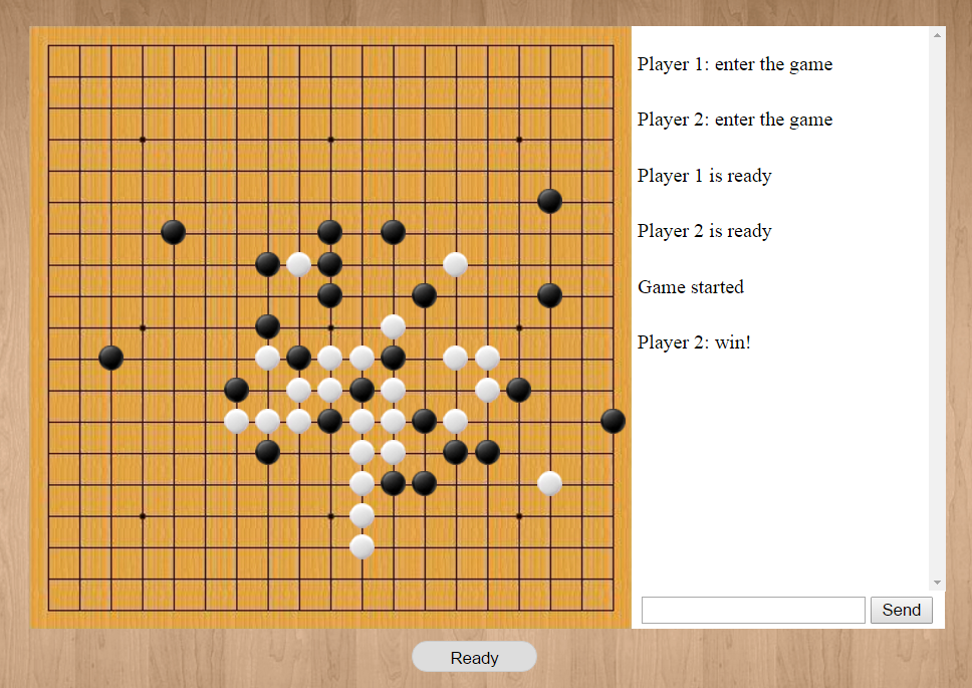 Player 1: enter the game
Player 2: enter the game
Player 1 is ready
Player 2 is ready
Game started
Player 2: win!
Send
Ready